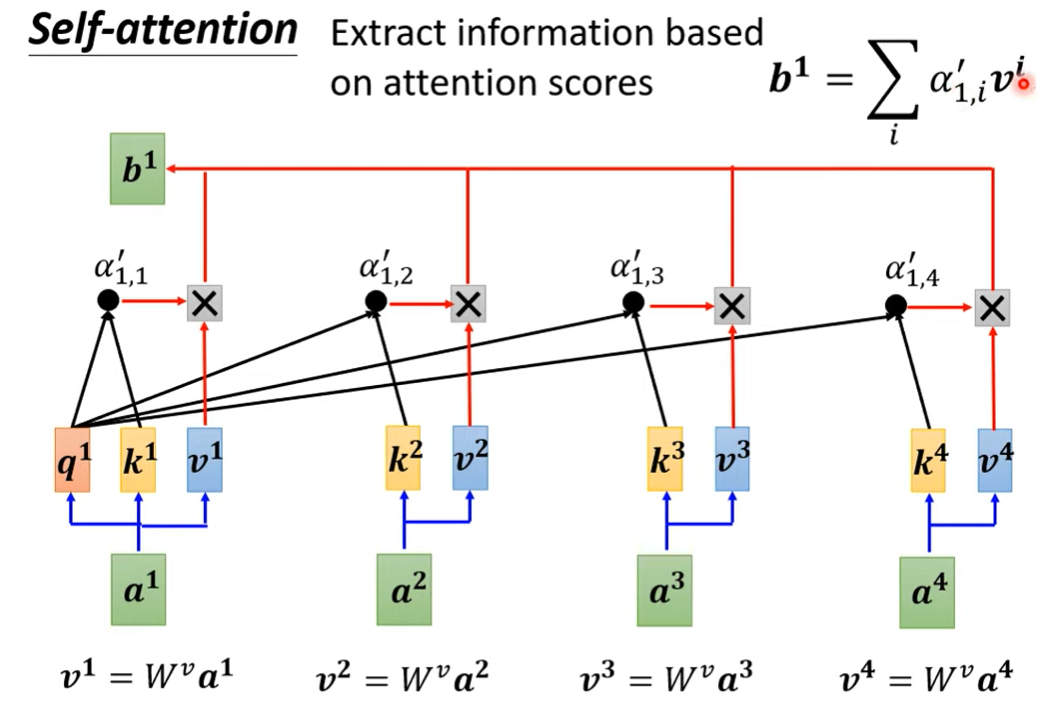 Self-attention
Extract information based
on attention scores
b¹ = ∑ α′₁,ᵢvⁱ
i
b¹
α′₁,₁ α′₁,₂ α′₁,₃ α′₁,₄
× × × ×
q¹ k¹ v¹ k² v² k³ v³ k⁴ v⁴
a¹ a² a³ a⁴
v¹ = Wᵛa¹ v² = Wᵛa² v³ = Wᵛa³ v⁴ = Wᵛa⁴